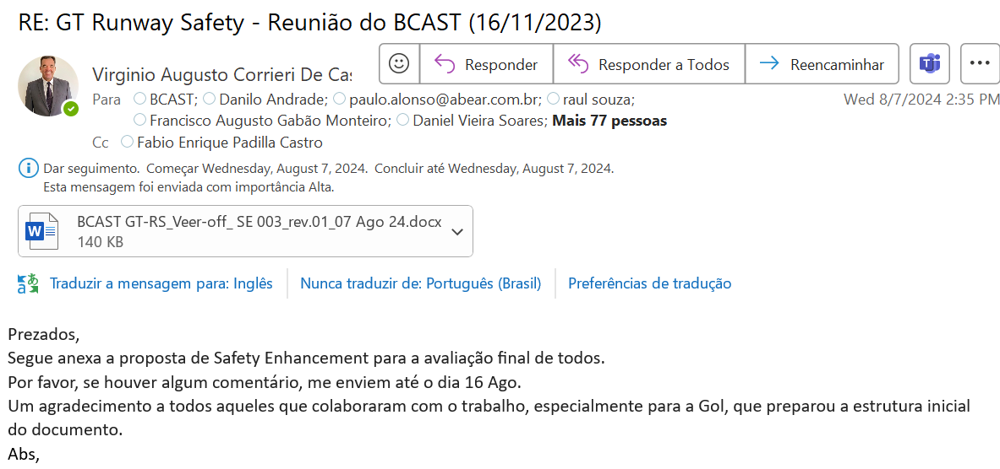 RE: GT Runway Safety - Reunião do BCAST (16/11/2023)
Virginio Augusto Corrieri De Cas
Responder
Responder a Todos
Reencaminhar
Para BCAST; Danilo Andrade; paulo.alonso@abear.com.br; raul souza;
Wed 8/7/2024 2:35 PM
Francisco Augusto Gabão Monteiro; Daniel Vieira Soares; Mais 77 pessoas
Cc Fabio Enrique Padilla Castro
Dar seguimento. Começar Wednesday, August 7, 2024. Concluir até Wednesday, August 7, 2024.
Esta mensagem foi enviada com importância Alta.
BCAST GT-RS_Veer-off_ SE 003_rev.01_07 Ago 24.docx
140 KB
Traduzir a mensagem para: Inglês
Nunca traduzir de: Português (Brasil)
Preferências de tradução
Prezados,
Segue anexa a proposta de Safety Enhancement para a avaliação final de todos.
Por favor, se houver algum comentário, me enviem até o dia 16 Ago.
Um agradecimento a todos aqueles que colaboraram com o trabalho, especialmente para a Gol, que preparou a estrutura inicial
do documento.
Abs,